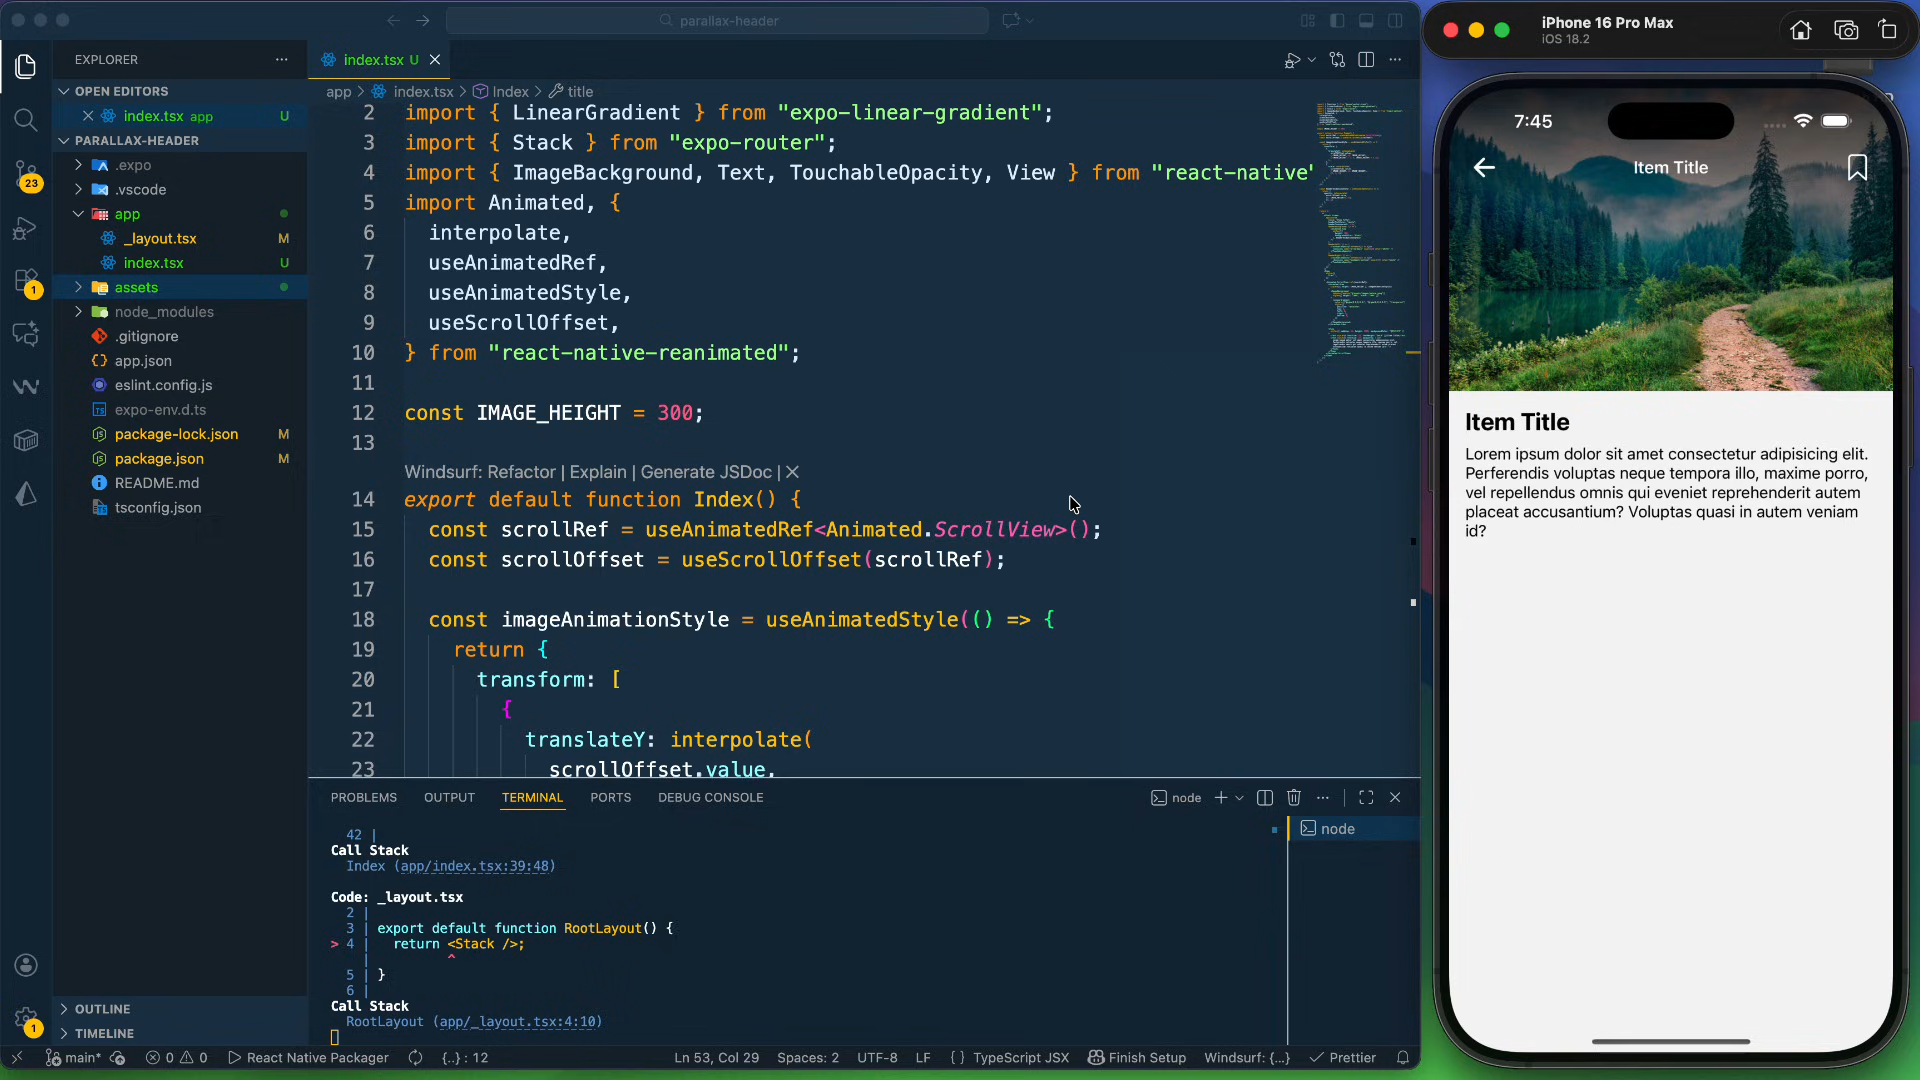 parallax-header
EXPLORER
OPEN EDITORS
index.tsx app U
PARALLAX-HEADER
.expo
.vscode
app
_layout.tsx M
index.tsx U
assets
node_modules
.gitignore
app.json
eslint.config.js
expo-env.d.ts
package-lock.json M
package.json M
README.md
tsconfig.json
OUTLINE
TIMELINE
23
1
1
index.tsx U
app > index.tsx > Index > title
2 import { LinearGradient } from "expo-linear-gradient";
3 import { Stack } from "expo-router";
4 import { ImageBackground, Text, TouchableOpacity, View } from "react-native"
5 import Animated, {
6 interpolate,
7 useAnimatedRef,
8 useAnimatedStyle,
9 useScrollOffset,
10 } from "react-native-reanimated";
11
12 const IMAGE_HEIGHT = 300;
13
Windsurf: Refactor | Explain | Generate JSDoc | ×
14 export default function Index() {
15 const scrollRef = useAnimatedRef<Animated.ScrollView>();
16 const scrollOffset = useScrollOffset(scrollRef);
17
18 const imageAnimationStyle = useAnimatedStyle(() => {
19 return {
20 transform: [
21 {
22 translateY: interpolate(
23 scrollOffset.value,
PROBLEMS OUTPUT TERMINAL PORTS DEBUG CONSOLE
node
node
42 |
Call Stack
Index (app/index.tsx:39:48)
Code: _layout.tsx
2 |
3 | export default function RootLayout() {
> 4 | return <Stack />;
| ^
5 | }
6 |
Call Stack
RootLayout (app/_layout.tsx:4:10)
main* 0 0 React Native Packager {..} : 12 Ln 53, Col 29 Spaces: 2 UTF-8 LF { } TypeScript JSX Finish Setup Windsurf: {...} Prettier
iPhone 16 Pro Max
iOS 18.2
7:45
Item Title
Item Title
Lorem ipsum dolor sit amet consectetur adipisicing elit.
Perferendis voluptas neque tempora illo, maxime porro,
vel repellendus omnis qui eveniet reprehenderit autem
placeat accusantium? Voluptas quasi in autem veniam
id?